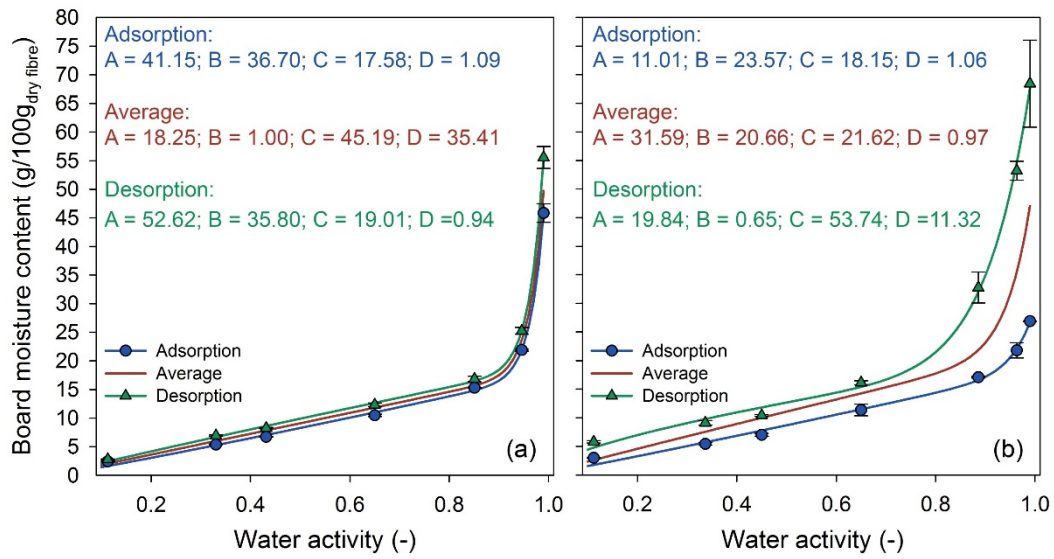 Board moisture content (g/100g_dry fibre)
80
75
70
65
60
55
50
45
40
35
30
25
20
15
10
5
0
Adsorption:
A = 41.15; B = 36.70; C = 17.58; D = 1.09
Average:
A = 18.25; B = 1.00; C = 45.19; D = 35.41
Desorption:
A = 52.62; B = 35.80; C = 19.01; D =0.94
Adsorption
Average
Desorption
(a)
0.2 0.4 0.6 0.8 1.0
Water activity (-)
Adsorption:
A = 11.01; B = 23.57; C = 18.15; D = 1.06
Average:
A = 31.59; B = 20.66; C = 21.62; D = 0.97
Desorption:
A = 19.84; B = 0.65; C = 53.74; D =11.32
Adsorption
Average
Desorption
(b)
0.2 0.4 0.6 0.8 1.0
Water activity (-)